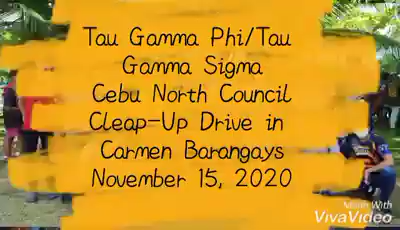 Tau Gamma Phi/Tau
Gamma Sigma
Cebu North Council
Cleap-Up Drive in
Carmen Barangays
November 15, 2020
Made With
VivaVideo